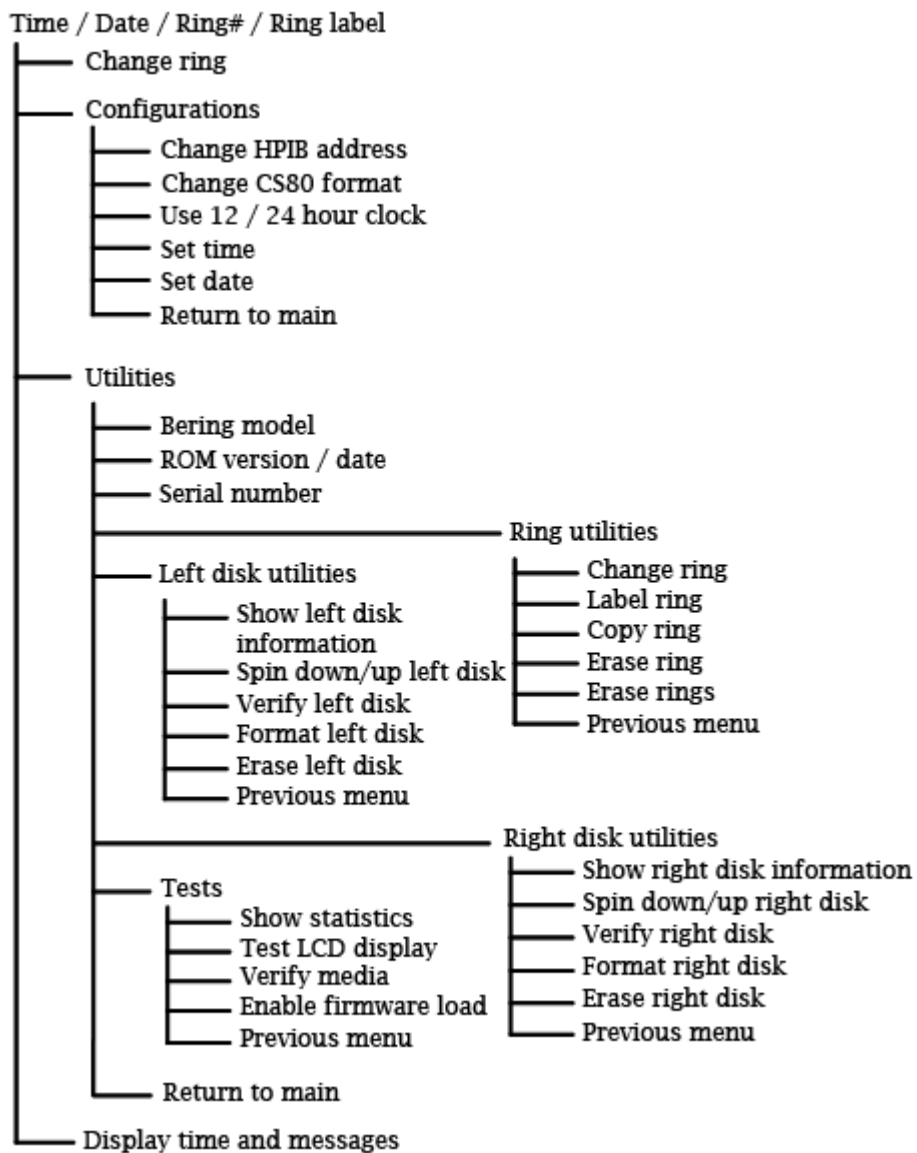 Time / Date / Ring# / Ring label
Change ring
Configurations
Change HPIB address
Change CS80 format
Use 12 / 24 hour clock
Set time
Set date
Return to main
Utilities
Bering model
ROM version / date
Serial number
Ring utilities
Change ring
Label ring
Copy ring
Erase ring
Erase rings
Previous menu
Left disk utilities
Show left disk
information
Spin down/up left disk
Verify left disk
Format left disk
Erase left disk
Previous menu
Right disk utilities
Show right disk information
Spin down/up right disk
Verify right disk
Format right disk
Erase right disk
Previous menu
Tests
Show statistics
Test LCD display
Verify media
Enable firmware load
Previous menu
Return to main
Display time and messages